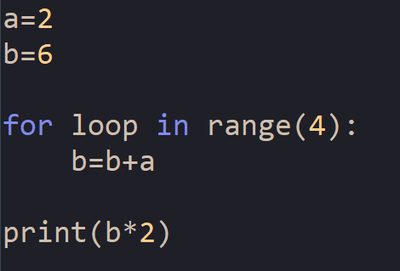 a=2
b=6
for loop in range(4):
    b=b+a
print(b*2)